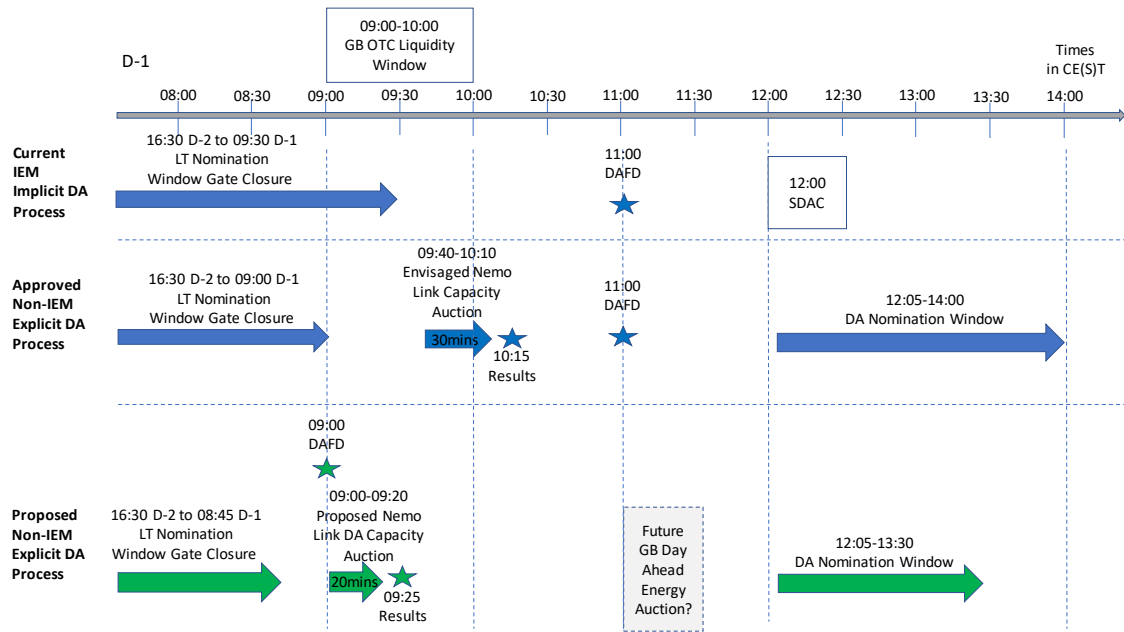 09:00-10:00
GB OTC Liquidity
Window
D-1
Times
in CE(S)T
08:00
08:30
09:00
09:30
10:00
10:30
11:00
11:30
12:00
12:30
13:00
13:30
14:00
Current
IEM
Implicit DA
Process
16:30 D-2 to 09:30 D-1
LT Nomination
Window Gate Closure
11:00
DAFD
12:00
SDAC
Approved
Non-IEM
Explicit DA
Process
16:30 D-2 to 09:00 D-1
LT Nomination
Window Gate Closure
09:40-10:10
Envisaged Nemo
Link Capacity
Auction
30mins
10:15
Results
11:00
DAFD
12:05-14:00
DA Nomination Window
Proposed
Non-IEM
Explicit DA
Process
16:30 D-2 to 08:45 D-1
LT Nomination
Window Gate Closure
09:00
DAFD
09:00-09:20
Proposed Nemo
Link DA Capacity
Auction
20mins
09:25
Results
Future
GB Day
Ahead
Energy
Auction?
12:05-13:30
DA Nomination Window